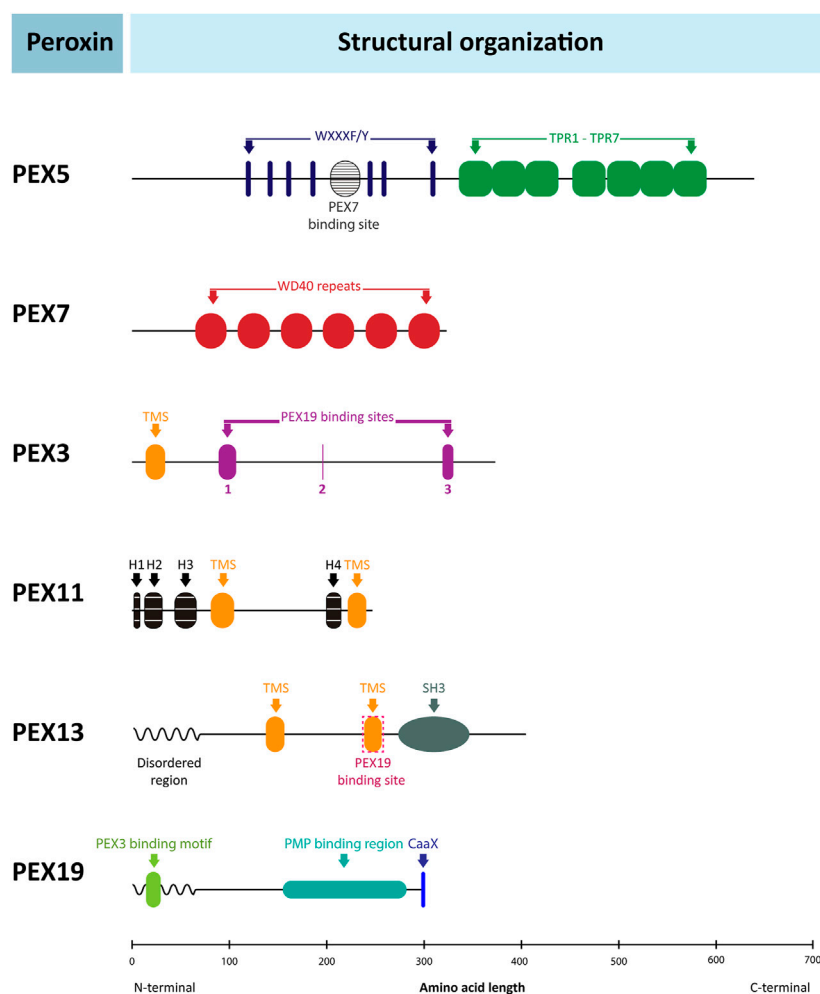 Peroxin Structural organization
WXXXF/Y TPR1 - TPR7
PEX5
PEX7
binding site
WD40 repeats
PEX7
TMS PEX19 binding sites
PEX3
1 2 3
H1 H2 H3 TMS H4 TMS
PEX11
TMS TMS SH3
PEX13
Disordered
region
PEX19
binding site
PEX3 binding motif PMP binding region CaaX
PEX19
0 100 200 300 400 500 600 700
N-terminal Amino acid length C-terminal